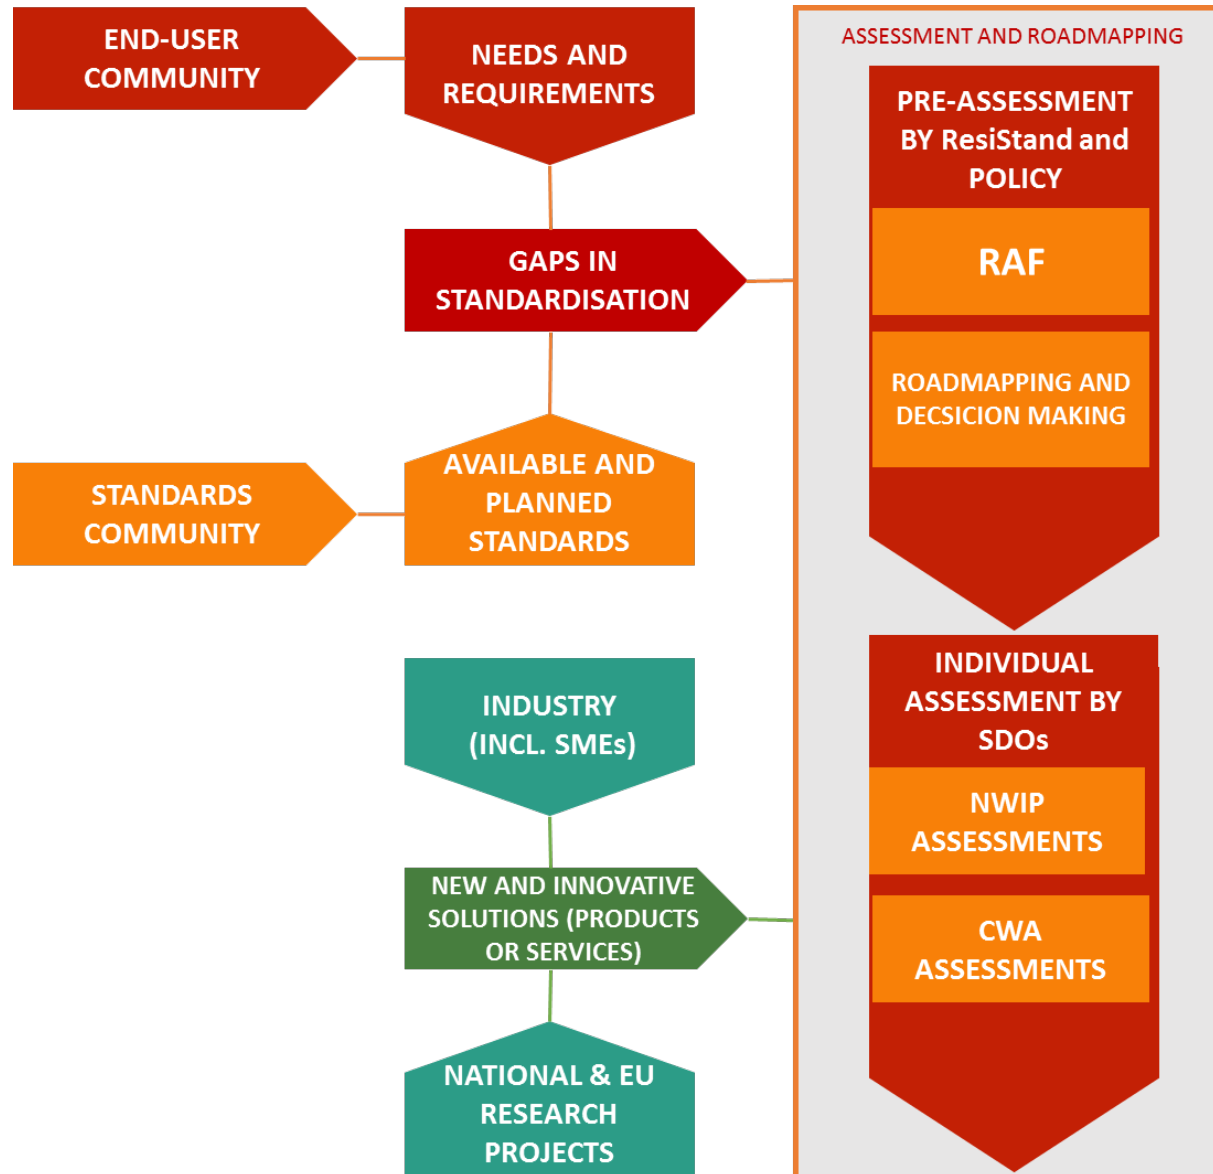 END-USER
COMMUNITY
NEEDS AND
REQUIREMENTS
GAPS IN
STANDARDISATION
STANDARDS
COMMUNITY
AVAILABLE AND
PLANNED
STANDARDS
INDUSTRY
(INCL. SMEs)
NEW AND INNOVATIVE
SOLUTIONS (PRODUCTS
OR SERVICES)
NATIONAL & EU
RESEARCH
PROJECTS
ASSESSMENT AND ROADMAPPING
PRE-ASSESSMENT
BY ResiStand and
POLICY
RAF
ROADMAPPING AND
DECSICION MAKING
INDIVIDUAL
ASSESSMENT BY
SDOs
NWIP
ASSESSMENTS
CWA
ASSESSMENTS